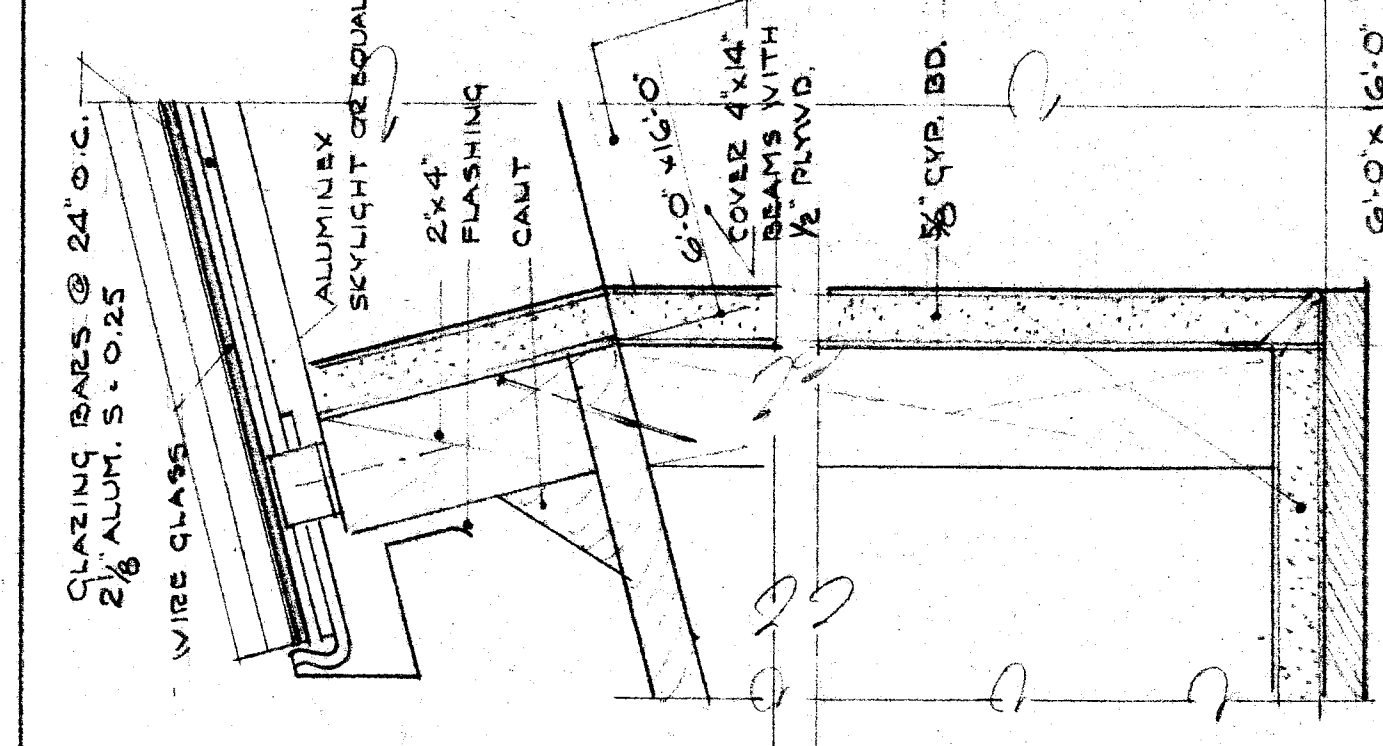 GLAZING BARS @ 24" O.C.
2 1/8" ALUM. S = 0.25
WIRE GLASS
ALUMINEX
SKYLIGHT OR EQUAL
2"x4"
FLASHING
CANT
6'-0" x 16'-0"
COVER 4"x14"
BEAMS WITH
1/2" PLYWD.
5/8" GYP. BD.
6'-0" x 16'-0"